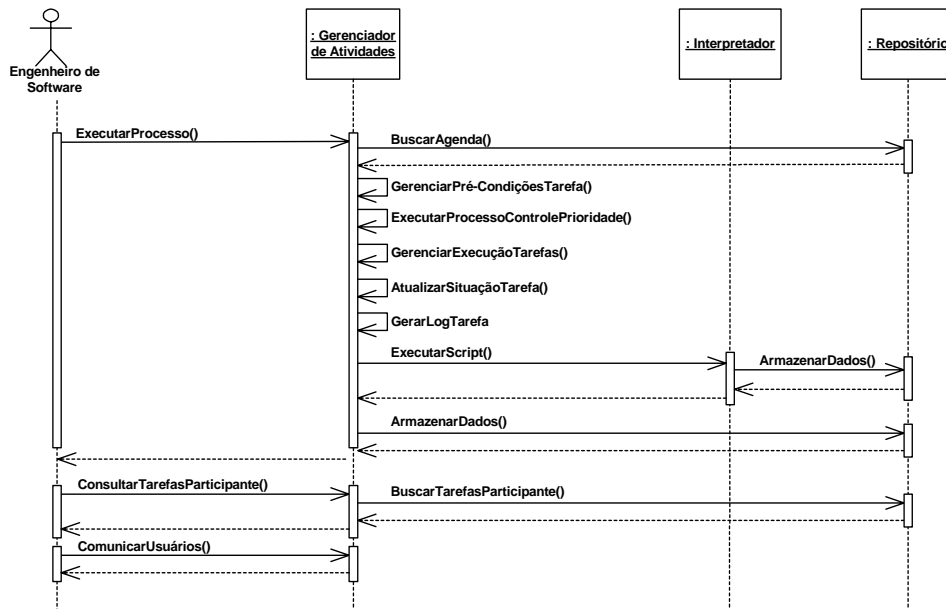 : Gerenciador
de Atividades
: Interpretador
: Repositório
Engenheiro de
Software
ExecutarProcesso()
BuscarAgenda()
GerenciarPré-CondiçõesTarefa()
ExecutarProcessoControlePrioridade()
GerenciarExecuçãoTarefas()
AtualizarSituaçãoTarefa()
GerarLogTarefa
ExecutarScript()
ArmazenarDados()
ArmazenarDados()
ConsultarTarefasParticipante()
BuscarTarefasParticipante()
ComunicarUsuários()